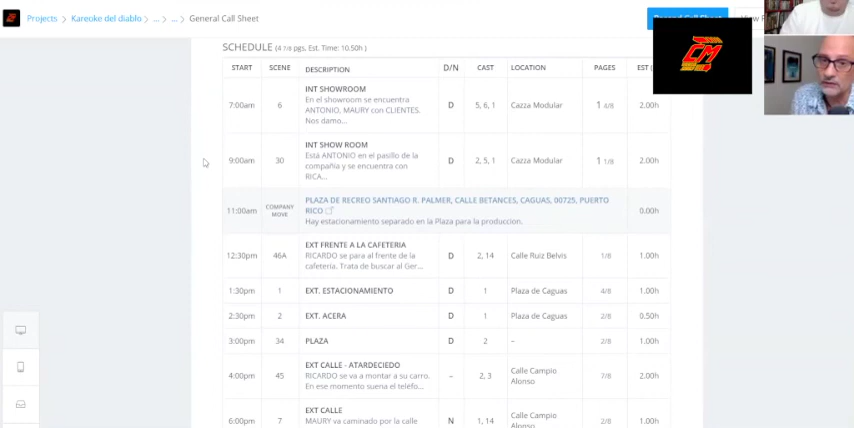 Projects > Kareoke del diablo > ... > ... > General Call Sheet
SCHEDULE (4 7/8 pgs, Est. Time: 10.50h )
START SCENE DESCRIPTION D/N CAST LOCATION PAGES EST
INT SHOWROOM
En el showroom se encuentra
7:00am 6 ANTONIO, MAURY con CLIENTES. D 5, 6, 1 Cazza Modular 1 4/8 2.00h
Nos damo...
INT SHOW ROOM
Está ANTONIO en el pasillo de la
9:00am 30 compañia y se encuentra con D 2, 5, 1 Cazza Modular 1 1/8 2.00h
RICA...
PLAZA DE RECREO SANTIAGO R. PALMER, CALLE BETANCES, CAGUAS, 00725, PUERTO
11:00am COMPANY MOVE RICO 0.00h
Hay estacionamiento separado en la Plaza para la produccion.
EXT FRENTE A LA CAFETERIA
12:30pm 46A RICARDO se para al frente de la D 2, 14 Calle Ruiz Belvis 1/8 1.00h
cafetería. Trata de buscar al Ger...
1:30pm 1 EXT. ESTACIONAMIENTO D 1 Plaza de Caguas 4/8 1.00h
2:30pm 2 EXT. ACERA D 1 Plaza de Caguas 2/8 0.50h
3:00pm 34 PLAZA D 2 – 2/8 1.00h
EXT CALLE - ATARDECIEDO
4:00pm 45 RICARDO se va a montar a su carro. – 2, 3 Calle Campio Alonso 7/8 2.00h
En ese momento suena el teléfo...
EXT CALLE
6:00pm 7 MAURY va caminado por la calle N 1, 14 Calle Campio Alonso 2/8 1.00h